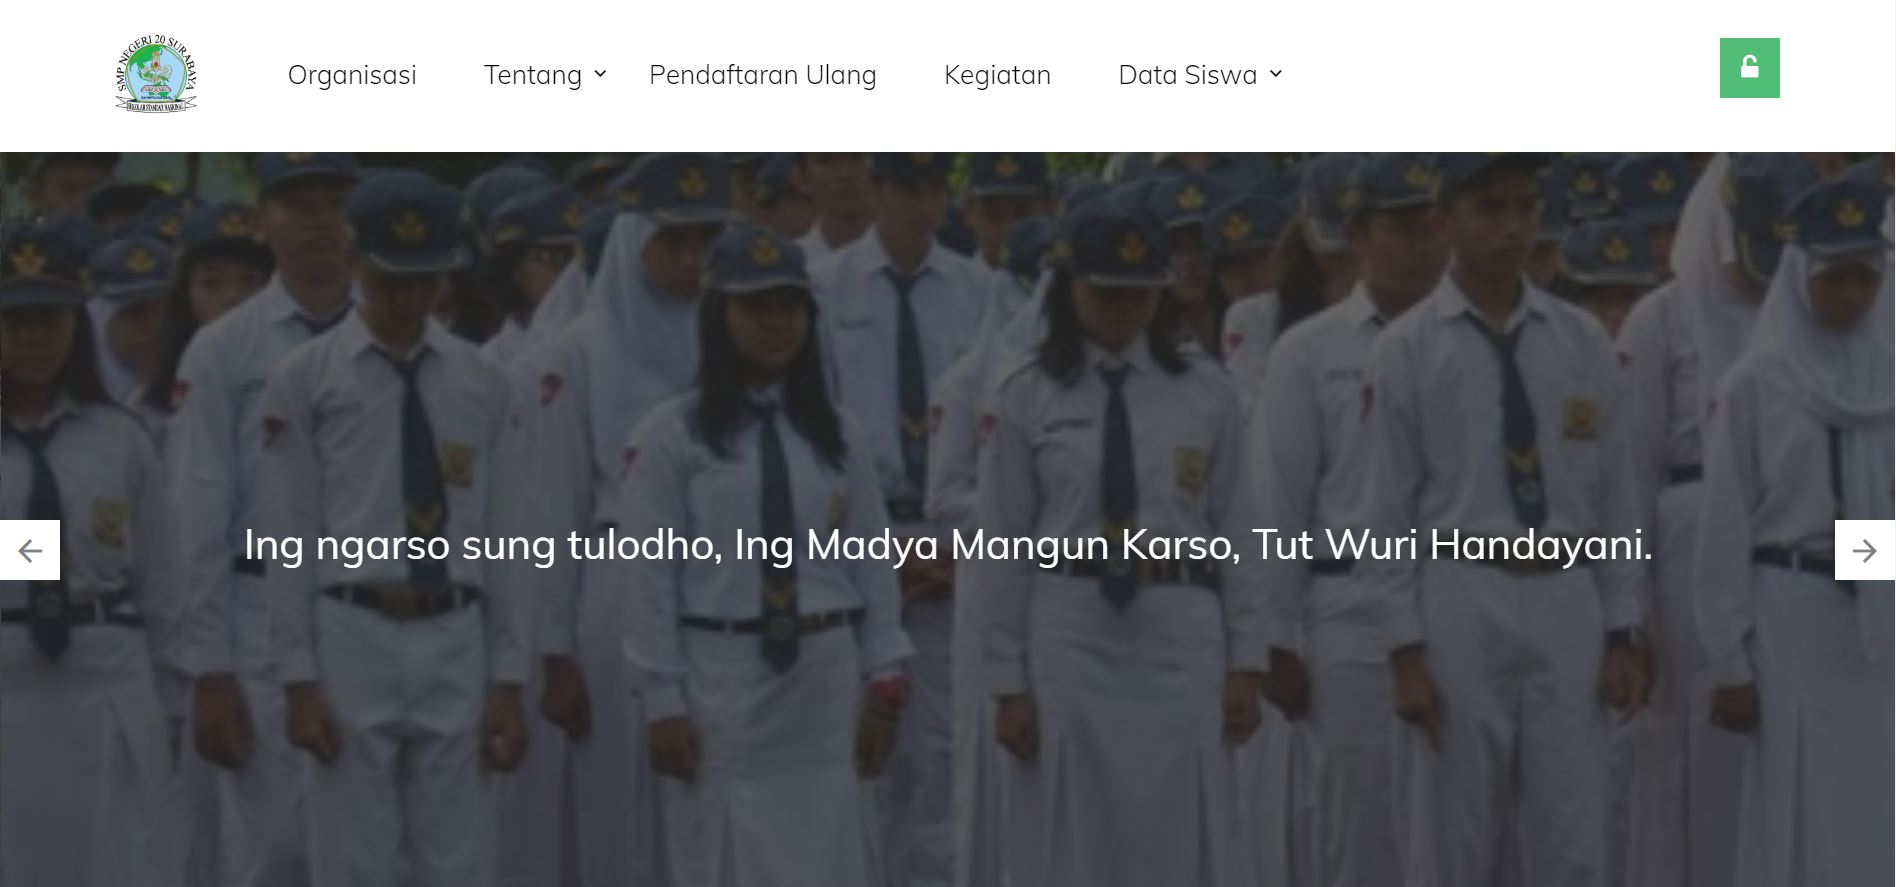 SMP NEGERI 20 SURABAYA
SEKOLAH STANDAR NASIONAL
Organisasi
Tentang
Pendaftaran Ulang
Kegiatan
Data Siswa
Ing ngarso sung tulodho, Ing Madya Mangun Karso, Tut Wuri Handayani.